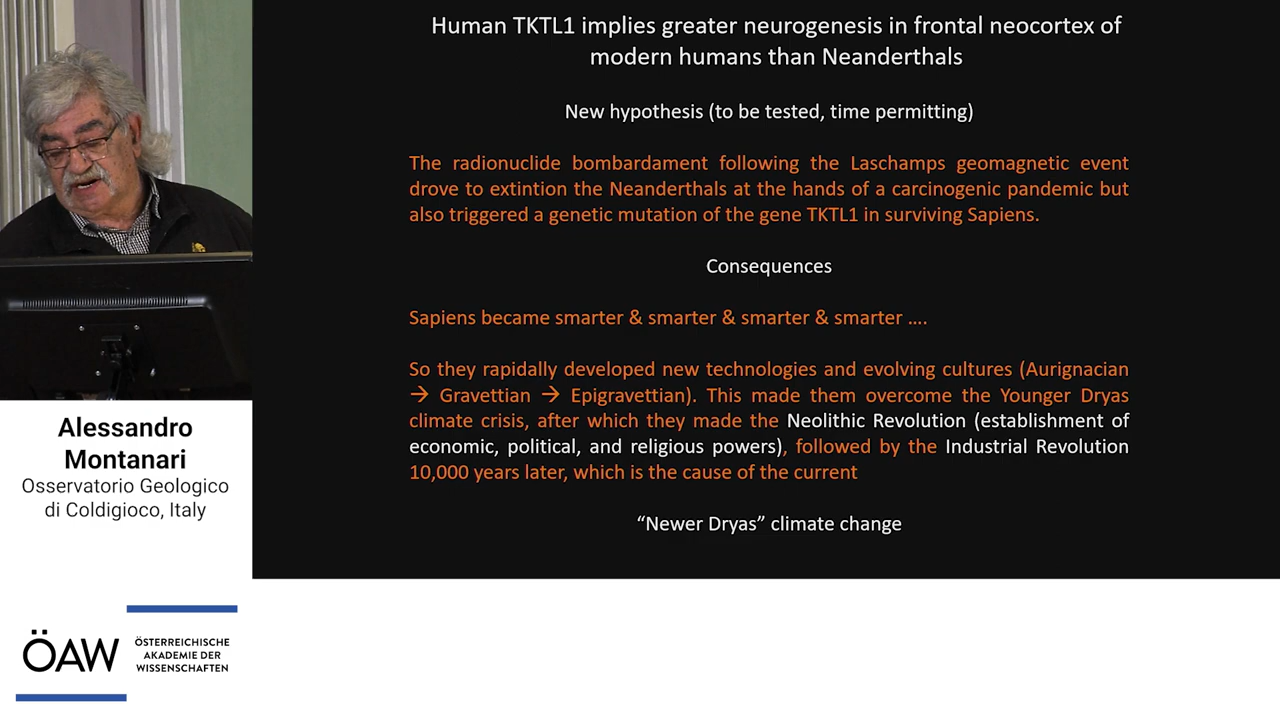 Human TKTL1 implies greater neurogenesis in frontal neocortex of
modern humans than Neanderthals
New hypothesis (to be tested, time permitting)
The radionuclide bombardament following the Laschamps geomagnetic event
drove to extintion the Neanderthals at the hands of a carcinogenic pandemic but
also triggered a genetic mutation of the gene TKTL1 in surviving Sapiens.
Consequences
Sapiens became smarter & smarter & smarter & smarter ....
So they rapidally developed new technologies and evolving cultures (Aurignacian
→ Gravettian → Epigravettian). This made them overcome the Younger Dryas
climate crisis, after which they made the Neolithic Revolution (establishment of
economic, political, and religious powers), followed by the Industrial Revolution
10,000 years later, which is the cause of the current
“Newer Dryas” climate change
Alessandro
Montanari
Osservatorio Geologico
di Coldigioco, Italy
ÖAW
ÖSTERREICHISCHE
AKADEMIE DER
WISSENSCHAFTEN